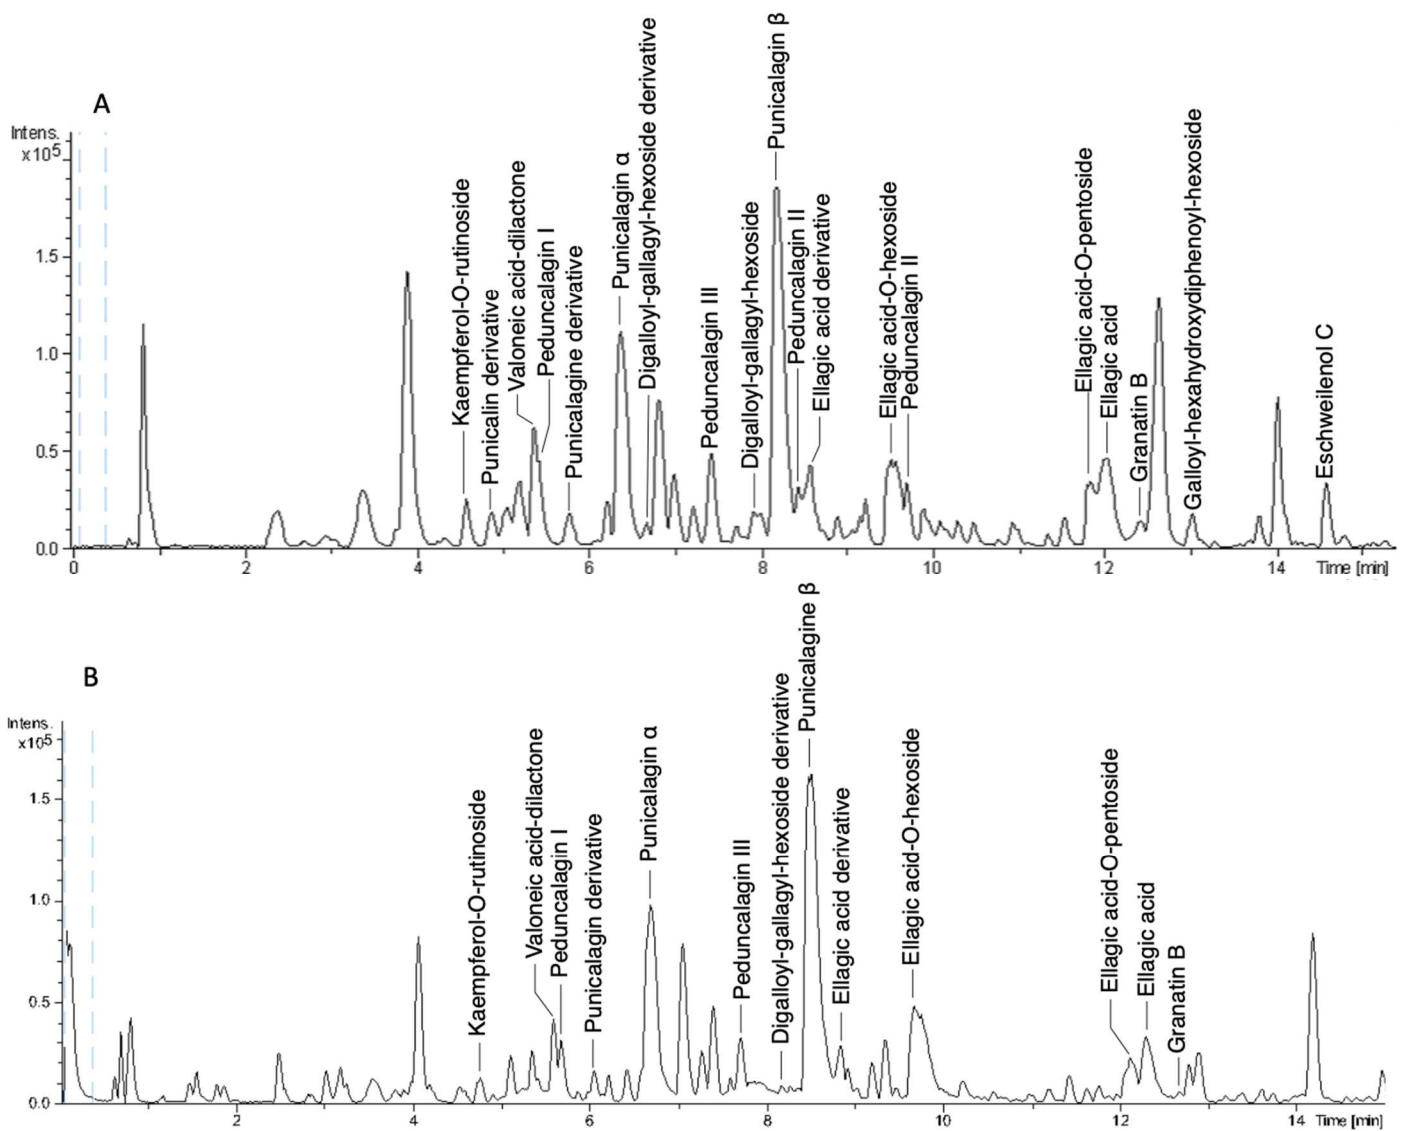 A
Intens.
x10⁵
1.5
1.0
0.5
0.0
Kaempferol-O-rutinoside
Punicalin derivative
Valoneic acid-dilactone
Peduncalagin I
Punicalagine derivative
Punicalagin α
Digalloyl-gallagyl-hexoside derivative
Peduncalagin III
Digalloyl-gallagyl-hexoside
Punicalagin β
Peduncalagin II
Ellagic acid derivative
Ellagic acid-O-hexoside
Peduncalagin II
Ellagic acid-O-pentoside
Ellagic acid
Granatin B
Galloyl-hexahydroxydiphenoyl-hexoside
Eschweilenol C
0 2 4 6 8 10 12 14 Time [min]
B
Intens.
x10⁵
1.5
1.0
0.5
0.0
Kaempferol-O-rutinoside
Valoneic acid-dilactone
Peduncalagin I
Punicalagin derivative
Punicalagin α
Peduncalagin III
Digalloyl-gallagyl-hexoside derivative
Punicalagine β
Ellagic acid derivative
Ellagic acid-O-hexoside
Ellagic acid-O-pentoside
Ellagic acid
Granatin B
2 4 6 8 10 12 14 Time [min]